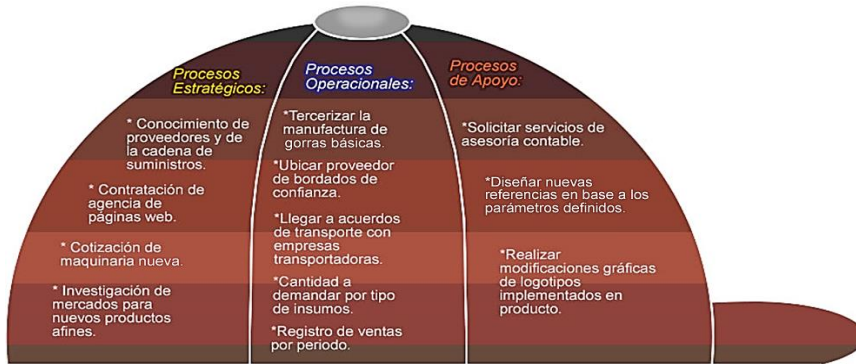 Procesos
Estratégicos:
* Conocimiento de
proveedores y de
la cadena de
suministros.
* Contratación de
agencia de
páginas web.
* Cotización de
maquinaria nueva.
* Investigación de
mercados para
nuevos productos
afines.
Procesos
Operacionales:
*Tercerizar la
manufactura de
gorras básicas.
*Ubicar proveedor
de bordados de
confianza.
*Llegar a acuerdos
de transporte con
empresas
transportadoras.
*Cantidad a
demandar por tipo
de insumos.
*Registro de ventas
por periodo.
Procesos
de Apoyo:
*Solicitar servicios de
asesoría contable.
*Diseñar nuevas
referencias en base a los
parámetros definidos.
*Realizar
modificaciones gráficas
de logotipos
implementados en
producto.